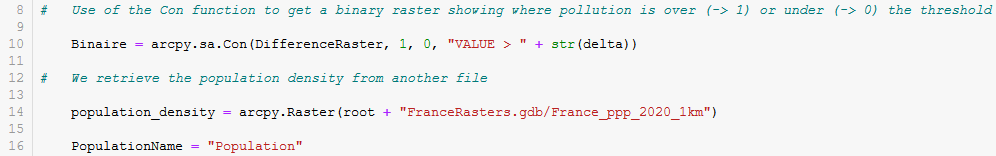 8 #   Use of the Con function to get a binary raster showing where pollution is over (-> 1) or under (-> 0) the threshold
9
10     Binaire = arcpy.sa.Con(DifferenceRaster, 1, 0, "VALUE > " + str(delta))
11
12 #   We retrieve the population density from another file
13
14     population_density = arcpy.Raster(root + "FranceRasters.gdb/France_ppp_2020_1km")
15
16     PopulationName = "Population"